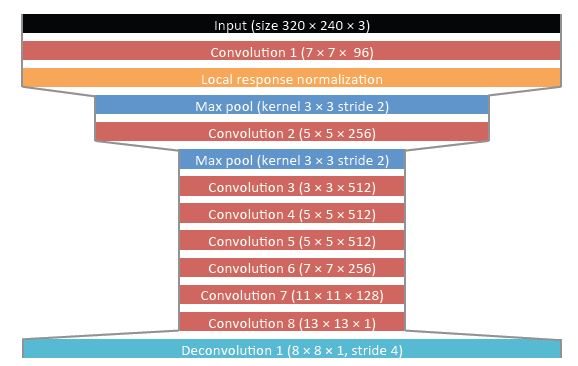 Input (size 320 × 240 × 3)
Convolution 1 (7 × 7 × 96)
Local response normalization
Max pool (kernel 3 × 3 stride 2)
Convolution 2 (5 × 5 × 256)
Max pool (kernel 3 × 3 stride 2)
Convolution 3 (3 × 3 × 512)
Convolution 4 (5 × 5 × 512)
Convolution 5 (5 × 5 × 512)
Convolution 6 (7 × 7 × 256)
Convolution 7 (11 × 11 × 128)
Convolution 8 (13 × 13 × 1)
Deconvolution 1 (8 × 8 × 1, stride 4)